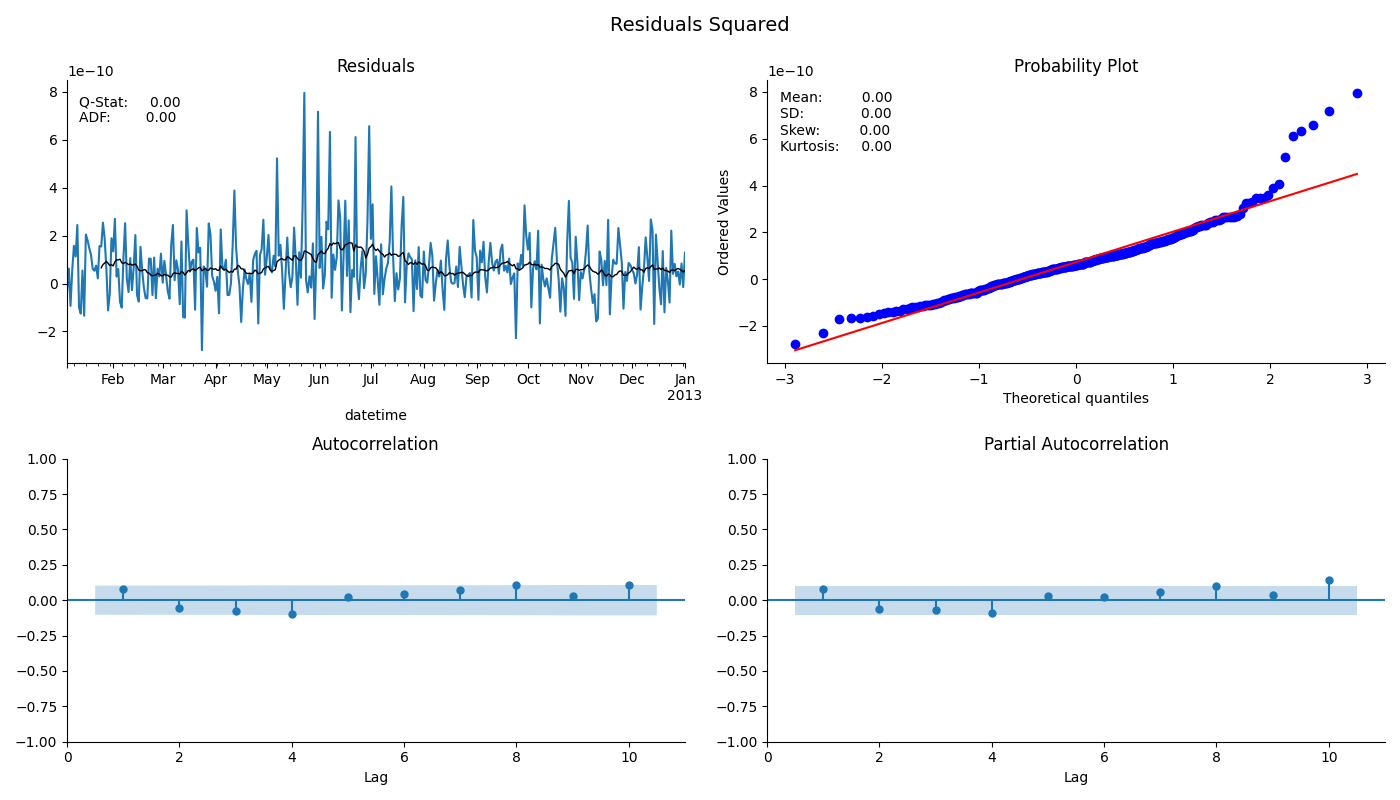 Residuals Squared
Residuals
1e−10
Q-Stat: 0.00
ADF: 0.00
8
6
4
2
0
−2
Feb Mar Apr May Jun Jul Aug Sep Oct Nov Dec Jan
2013
datetime
Probability Plot
1e−10
Mean: 0.00
SD: 0.00
Skew: 0.00
Kurtosis: 0.00
Ordered Values
8
6
4
2
0
−2
−3 −2 −1 0 1 2 3
Theoretical quantiles
Autocorrelation
1.00
0.75
0.50
0.25
0.00
−0.25
−0.50
−0.75
−1.00
0 2 4 6 8 10
Lag
Partial Autocorrelation
1.00
0.75
0.50
0.25
0.00
−0.25
−0.50
−0.75
−1.00
0 2 4 6 8 10
Lag